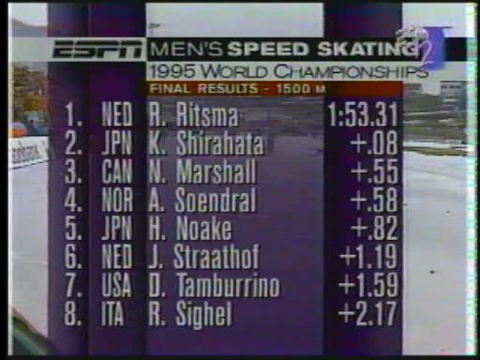 ESPN MEN'S SPEED SKATING
1995 WORLD CHAMPIONSHIPS
FINAL RESULTS - 1500 M
1. NED R. Ritsma 1:53.31
2. JPN K. Shirahata +.08
3. CAN N. Marshall +.55
4. NOR A. Soendral +.58
5. JPN H. Noake +.82
6. NED J. Straathof +1.19
7. USA D. Tamburrino +1.59
8. ITA R. Sighel +2.17